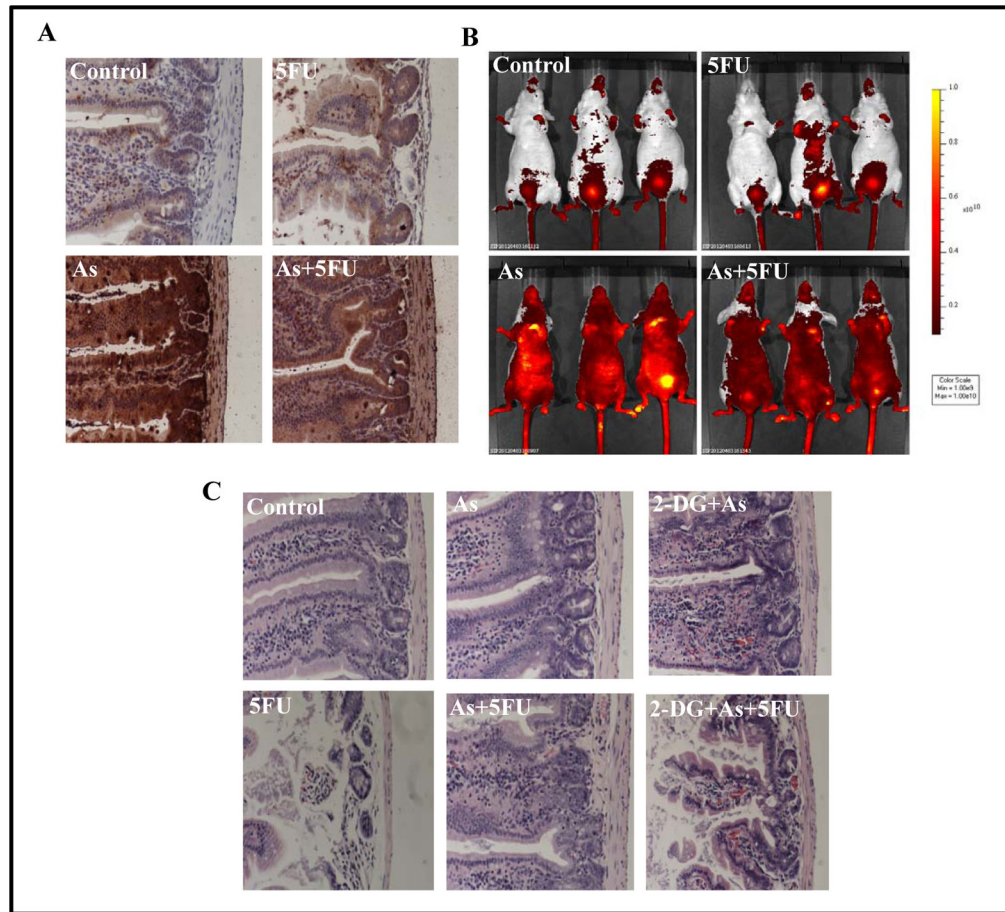 A
B
Control
5FU
Control
5FU
1.0
0.8
0.6
x10¹⁰
0.4
0.2
As
As+5FU
As
As+5FU
Color Scale
Min = 1.00e9
Max = 1.00e10
C
Control
As
2-DG+As
5FU
As+5FU
2-DG+As+5FU